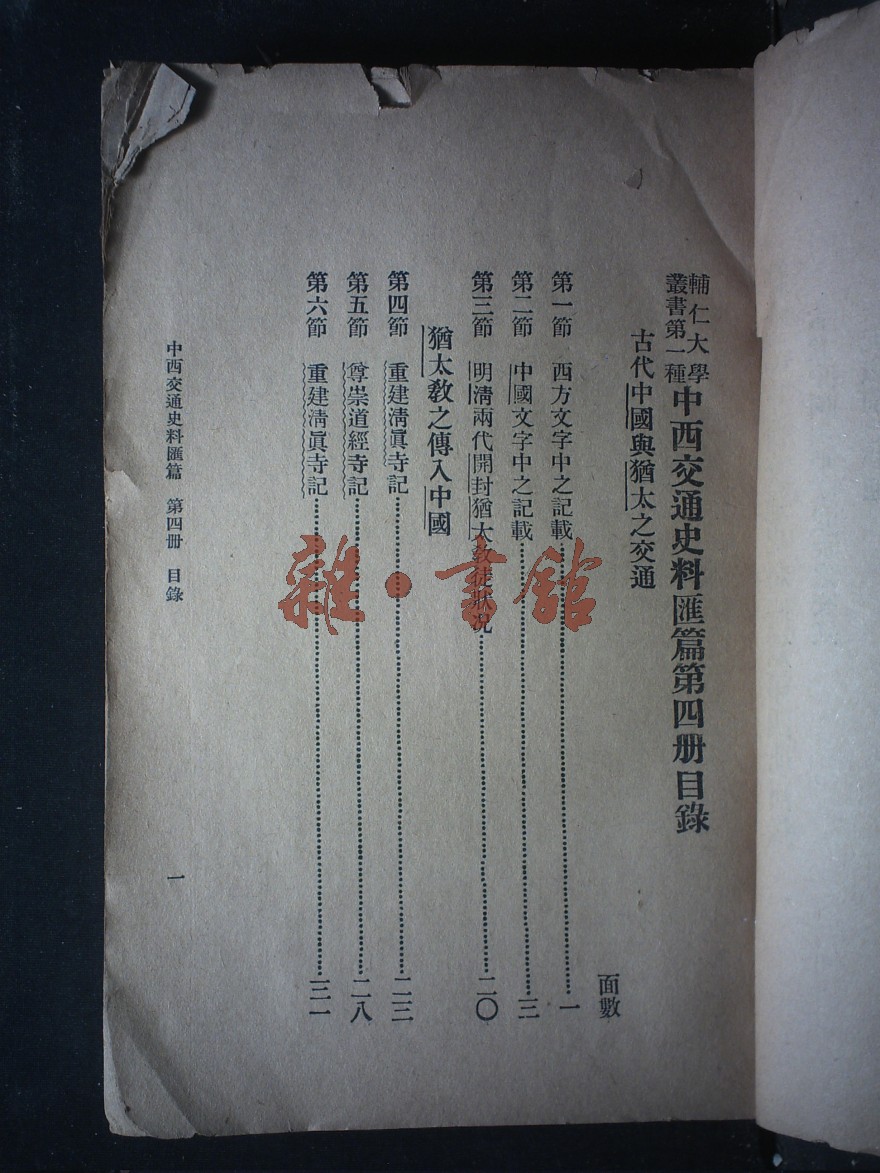 輔仁大學
叢書第一種
中西交通史料匯篇第四册目錄
古代中國與猶太之交通
面數
第一節 西方文字中之記載……一
第二節 中國文字中之記載……三
第三節 明清兩代開封猶太教徒狀況……二〇
猶太教之傳入中國
第四節 重建清眞寺記……二三
第五節 尊崇道經寺記……二八
第六節 重建清眞寺記……三一
中西交通史料匯篇 第四册 目錄
一
雜·書館